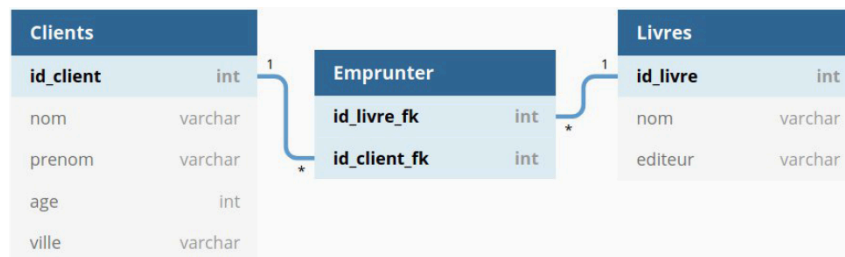 Clients
id_client int
nom varchar
prenom varchar
age int
ville varchar
1
*
Emprunter
id_livre_fk int
id_client_fk int
1
*
Livres
id_livre int
nom varchar
editeur varchar